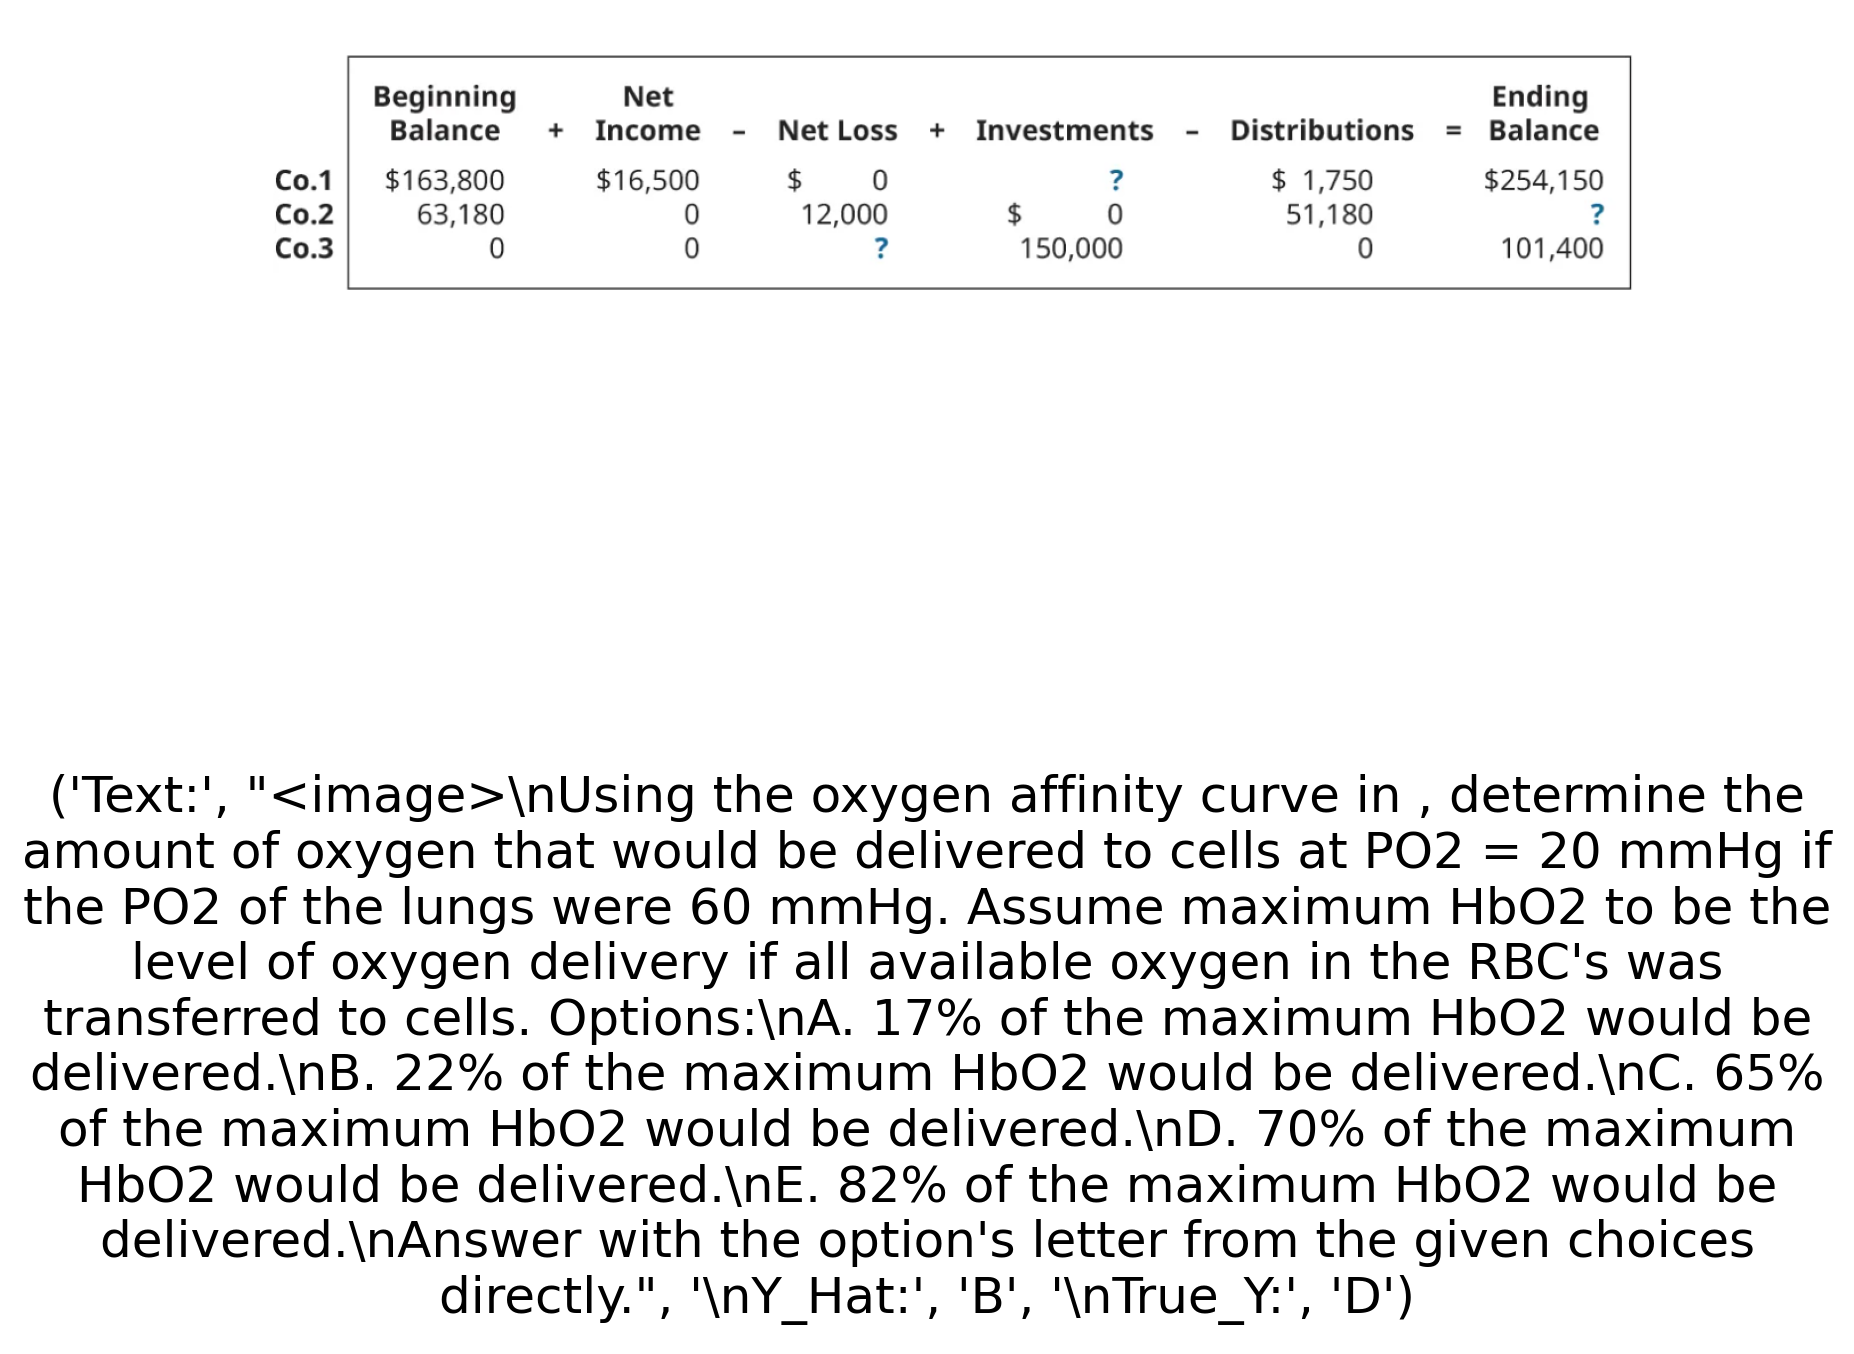 Beginning Balance + Net Income – Net Loss + Investments – Distributions = Ending Balance
Co.1 $163,800 $16,500 $ 0 ? $ 1,750 $254,150
Co.2 63,180 0 12,000 $ 0 51,180 ?
Co.3 0 0 ? 150,000 0 101,400
('Text:', "<image>\nUsing the oxygen affinity curve in , determine the
amount of oxygen that would be delivered to cells at PO2 = 20 mmHg if
the PO2 of the lungs were 60 mmHg. Assume maximum HbO2 to be the
level of oxygen delivery if all available oxygen in the RBC's was
transferred to cells. Options:\nA. 17% of the maximum HbO2 would be
delivered.\nB. 22% of the maximum HbO2 would be delivered.\nC. 65%
of the maximum HbO2 would be delivered.\nD. 70% of the maximum
HbO2 would be delivered.\nE. 82% of the maximum HbO2 would be
delivered.\nAnswer with the option's letter from the given choices
directly.", '\nY_Hat:', 'B', '\nTrue_Y:', 'D')